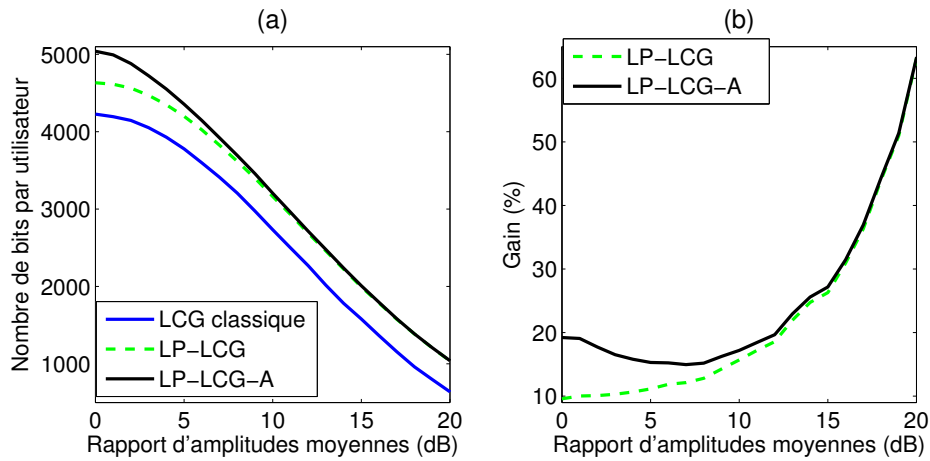 (a)
Nombre de bits par utilisateur
5000
4000
3000
2000
1000
LCG classique
LP−LCG
LP−LCG−A
0
5
10
15
20
Rapport d'amplitudes moyennes (dB)
(b)
Gain (%)
60
50
40
30
20
10
LP−LCG
LP−LCG−A
0
5
10
15
20
Rapport d'amplitudes moyennes (dB)